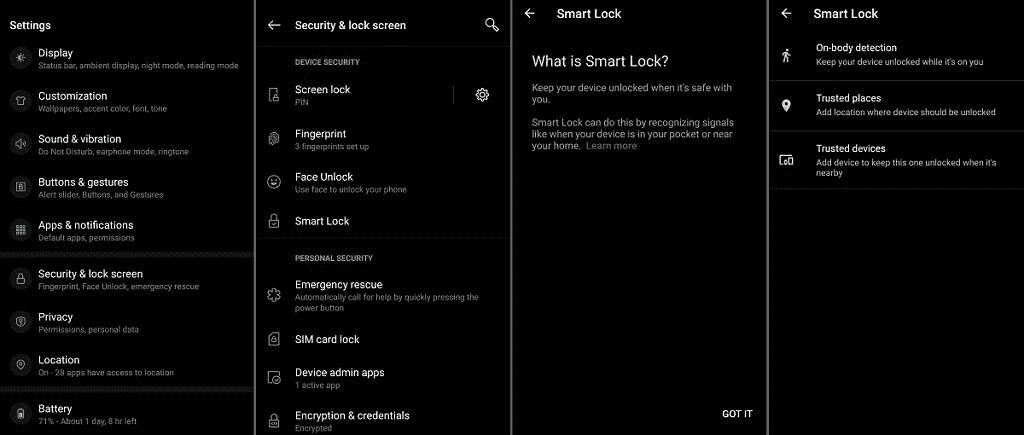 Settings
Display
Status bar, ambient display, night mode, reading mode
Customization
Wallpapers, accent color, font, tone
Sound & vibration
Do Not Disturb, earphone mode, ringtone
Buttons & gestures
Alert slider, Buttons, and Gestures
Apps & notifications
Default apps, permissions
Security & lock screen
Fingerprint, Face Unlock, emergency rescue
Privacy
Permissions, personal data
Location
On - 28 apps have access to location
Battery
71% - About 1 day, 8 hr left
Security & lock screen
DEVICE SECURITY
Screen lock
PIN
Fingerprint
3 fingerprints set up
Face Unlock
Use face to unlock your phone
Smart Lock
PERSONAL SECURITY
Emergency rescue
Automatically call for help by quickly pressing the
power button
SIM card lock
Device admin apps
1 active app
Encryption & credentials
Encrypted
Smart Lock
What is Smart Lock?
Keep your device unlocked when it's safe with
you.
Smart Lock can do this by recognizing signals
like when your device is in your pocket or near
your home. Learn more
GOT IT
Smart Lock
On-body detection
Keep your device unlocked while it's on you
Trusted places
Add location where device should be unlocked
Trusted devices
Add device to keep this one unlocked when it's
nearby